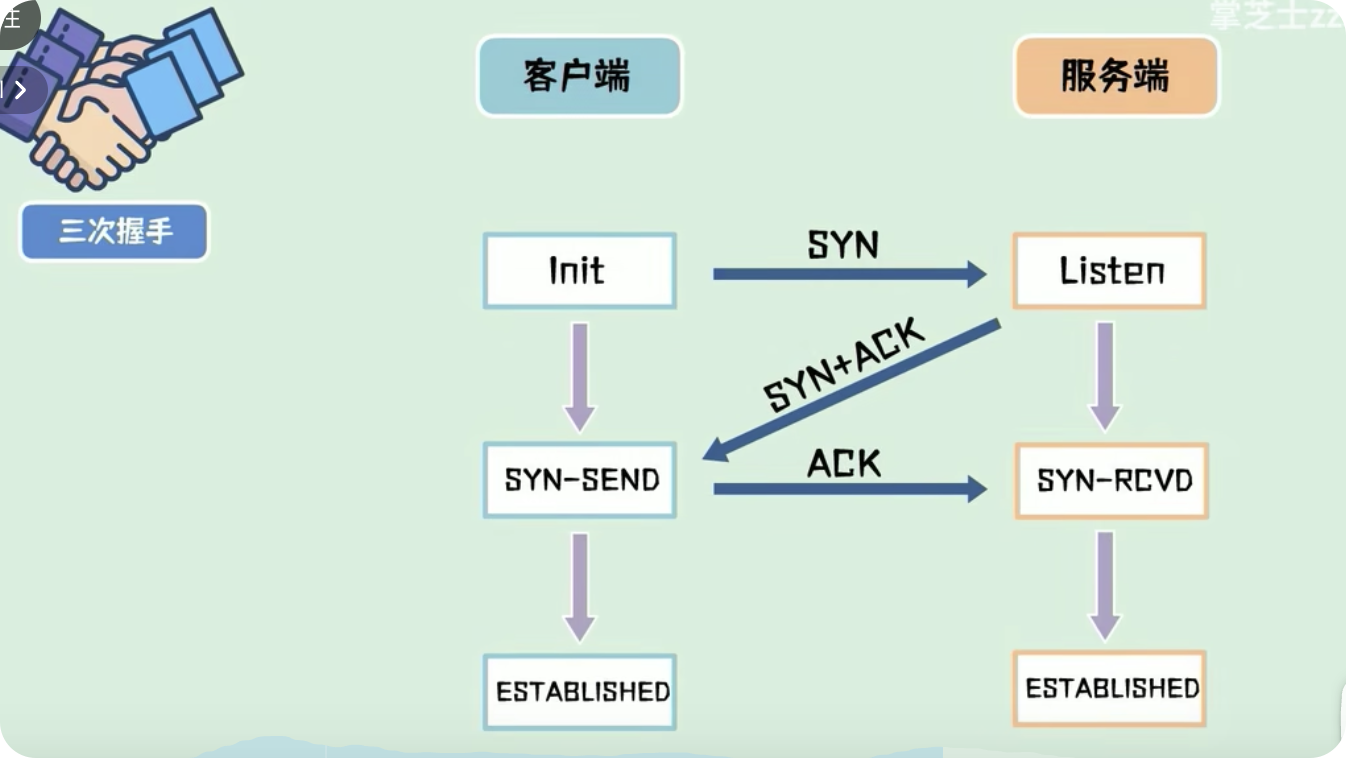 客户端
服务端
三次握手
Init
SYN
Listen
SYN+ACK
SYN-SEND
ACK
SYN-RCVD
ESTABLISHED
ESTABLISHED
掌芝士zz